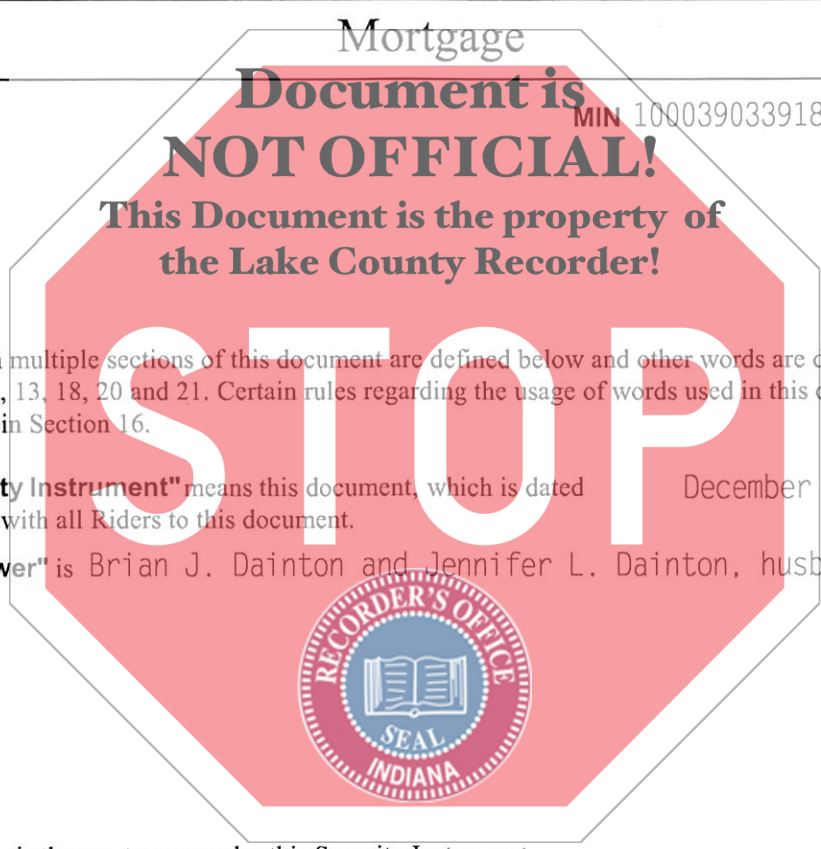 Mortgage
Document is
MIN 100039033918
NOT OFFICIAL!
This Document is the property of
the Lake County Recorder!
STOP
multiple sections of this document are defined below and other words are
, 13, 18, 20 and 21. Certain rules regarding the usage of words used in this
in Section 16.
ty Instrument" means this document, which is dated December
with all Riders to this document.
wer" is Brian J. Dainton and Jennifer L. Dainton, husb
RECORDER'S OFFICE
SEAL
INDIANA